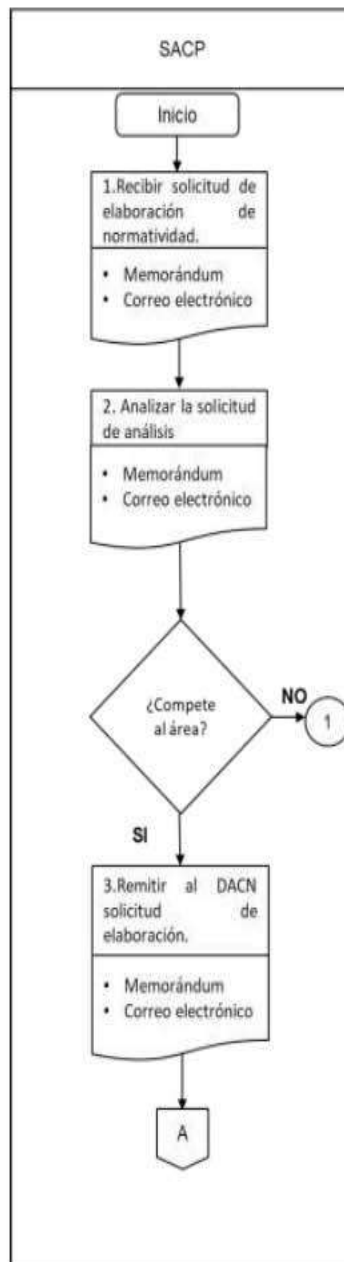 SACP
Inicio
1.Recibir solicitud de
elaboración de
normatividad.
• Memorándum
• Correo electrónico
2. Analizar la solicitud
de análisis
• Memorándum
• Correo electrónico
¿Compete
al área?
NO
1
SI
3.Remitir al DACN
solicitud de
elaboración.
• Memorándum
• Correo electrónico
A